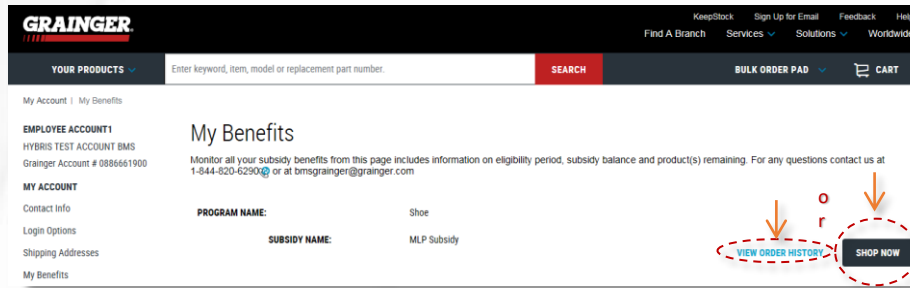 GRAINGER.
KeepStock Sign Up for Email Feedback Help
Find A Branch Services Solutions Worldwide
YOUR PRODUCTS Enter keyword, item, model or replacement part number. SEARCH BULK ORDER PAD CART
My Account | My Benefits
EMPLOYEE ACCOUNT1
HYBRIS TEST ACCOUNT BMS
Grainger Account # 0886661900
MY ACCOUNT
Contact Info
Login Options
Shipping Addresses
My Benefits
My Benefits
Monitor all your subsidy benefits from this page includes information on eligibility period, subsidy balance and product(s) remaining. For any questions contact us at
1-844-820-6290 or at bmsgrainger@grainger.com
PROGRAM NAME: Shoe
SUBSIDY NAME: MLP Subsidy
o
r
VIEW ORDER HISTORY SHOP NOW